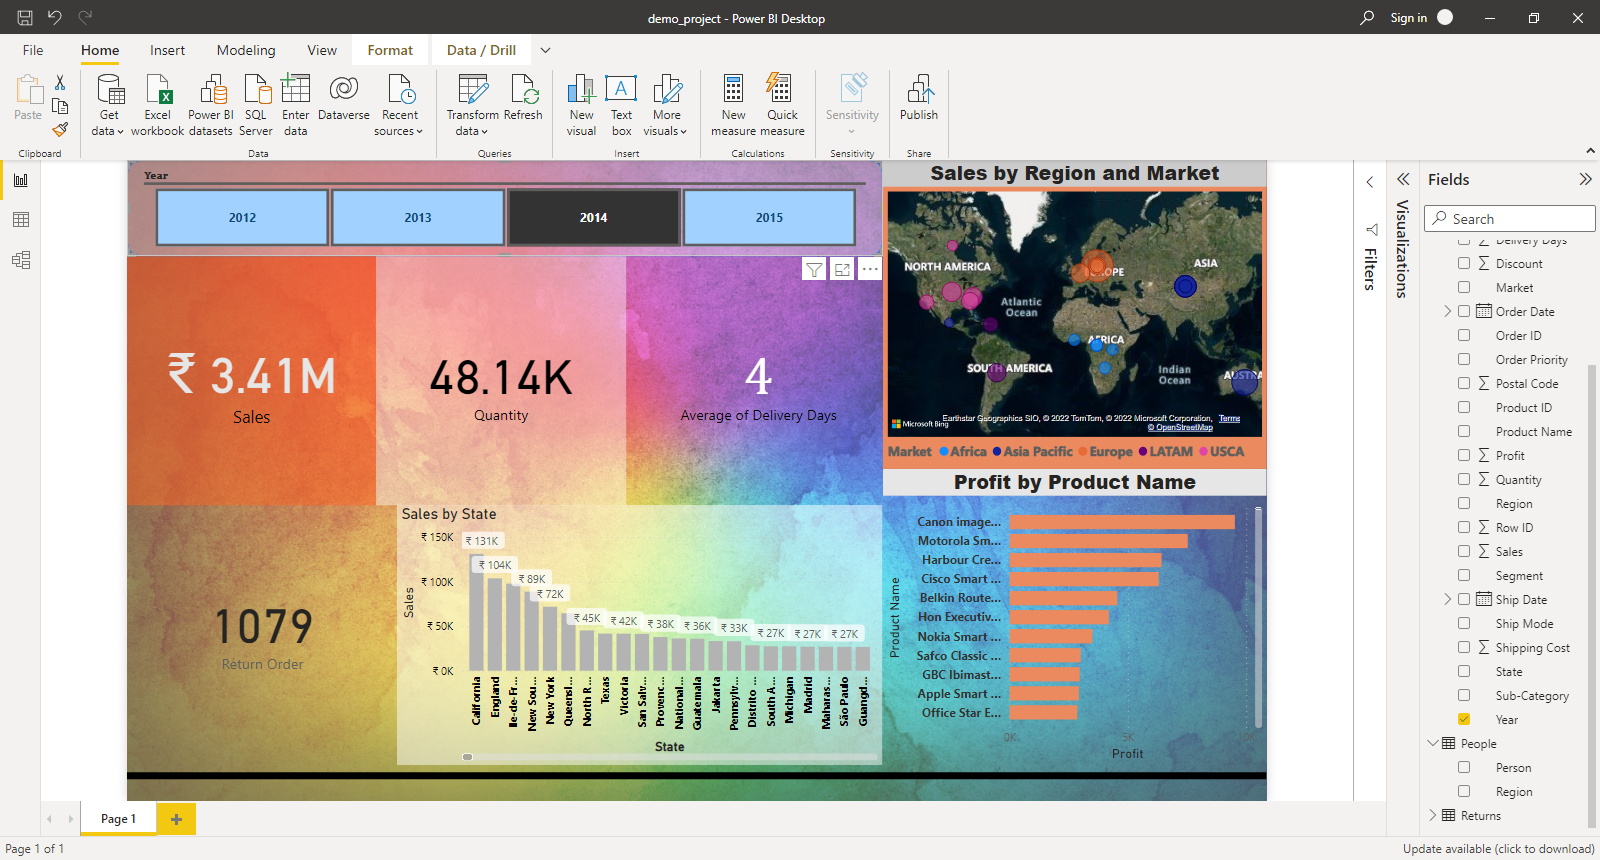 demo_project - Power BI Desktop
Sign in
File Home Insert Modeling View Format Data / Drill
Paste
Get data
Excel workbook
Power BI datasets
SQL Server
Enter data
Dataverse
Recent sources
Transform data
Refresh
New visual
Text box
More visuals
New measure
Quick measure
Sensitivity
Publish
Clipboard Data Queries Insert Calculations Sensitivity Share
Year
2012 2013 2014 2015
₹ 3.41M
Sales
48.14K
Quantity
4
Average of Delivery Days
1079
Return Order
Sales by State
₹ 150K
₹ 100K
₹ 50K
₹ 0K
Sales
₹ 131K
₹ 104K
₹ 89K
₹ 72K
₹ 45K
₹ 42K
₹ 38K
₹ 36K
₹ 33K
₹ 27K
₹ 27K
₹ 27K
California
England
Ile-de-Fr...
New Sou...
New York
Queensl...
North R...
Texas
Victoria
San Salv...
Provenc...
National...
Guatemala
Jakarta
Pennsylv...
Distrito ...
South A...
Michigan
Madrid
Maharas...
São Paulo
Guangd...
State
Sales by Region and Market
NORTH AMERICA
EUROPE
ASIA
Atlantic Ocean
AFRICA
SOUTH AMERICA
Indian Ocean
AUSTRA
Microsoft Bing
Earthstar Geographics SIO, © 2022 TomTom, © 2022 Microsoft Corporation, Terms
© OpenStreetMap
Market Africa Asia Pacific Europe LATAM USCA
Profit by Product Name
Product Name
Canon image...
Motorola Sm...
Harbour Cre...
Cisco Smart ...
Belkin Route...
Hon Executiv...
Nokia Smart ...
Safco Classic ...
GBC Ibimast...
Apple Smart ...
Office Star E...
0K 5K 10K
Profit
Filters
Visualizations
Fields
Search
Delivery Days
Discount
Market
Order Date
Order ID
Order Priority
Postal Code
Product ID
Product Name
Profit
Quantity
Region
Row ID
Sales
Segment
Ship Date
Ship Mode
Shipping Cost
State
Sub-Category
Year
People
Person
Region
Returns
Page 1
Page 1 of 1
Update available (click to download)